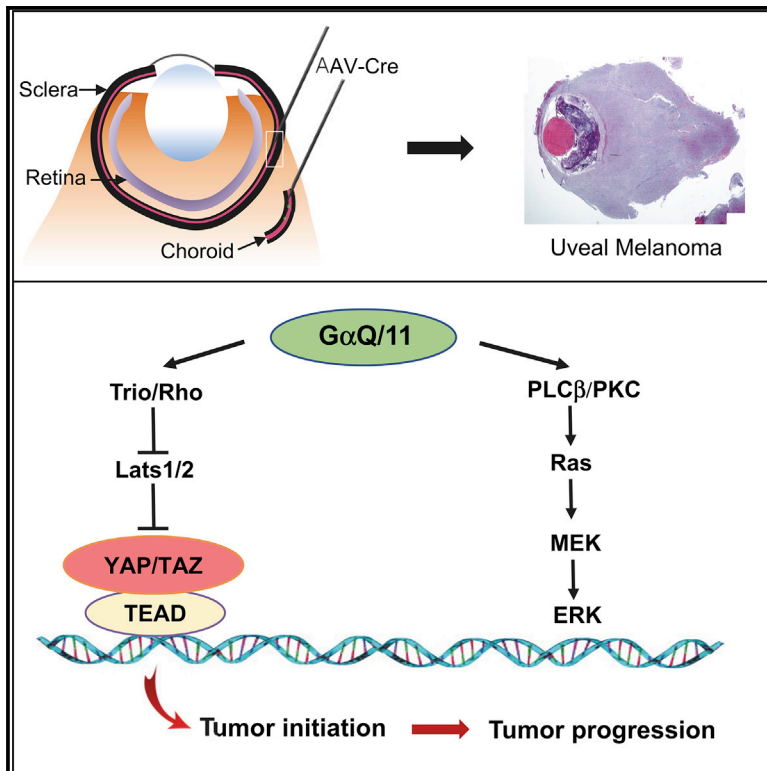 AAV-Cre
Sclera
Retina
Choroid
Uveal Melanoma
GαQ/11
Trio/Rho
PLCβ/PKC
Lats1/2
Ras
YAP/TAZ
MEK
TEAD
ERK
Tumor initiation
Tumor progression